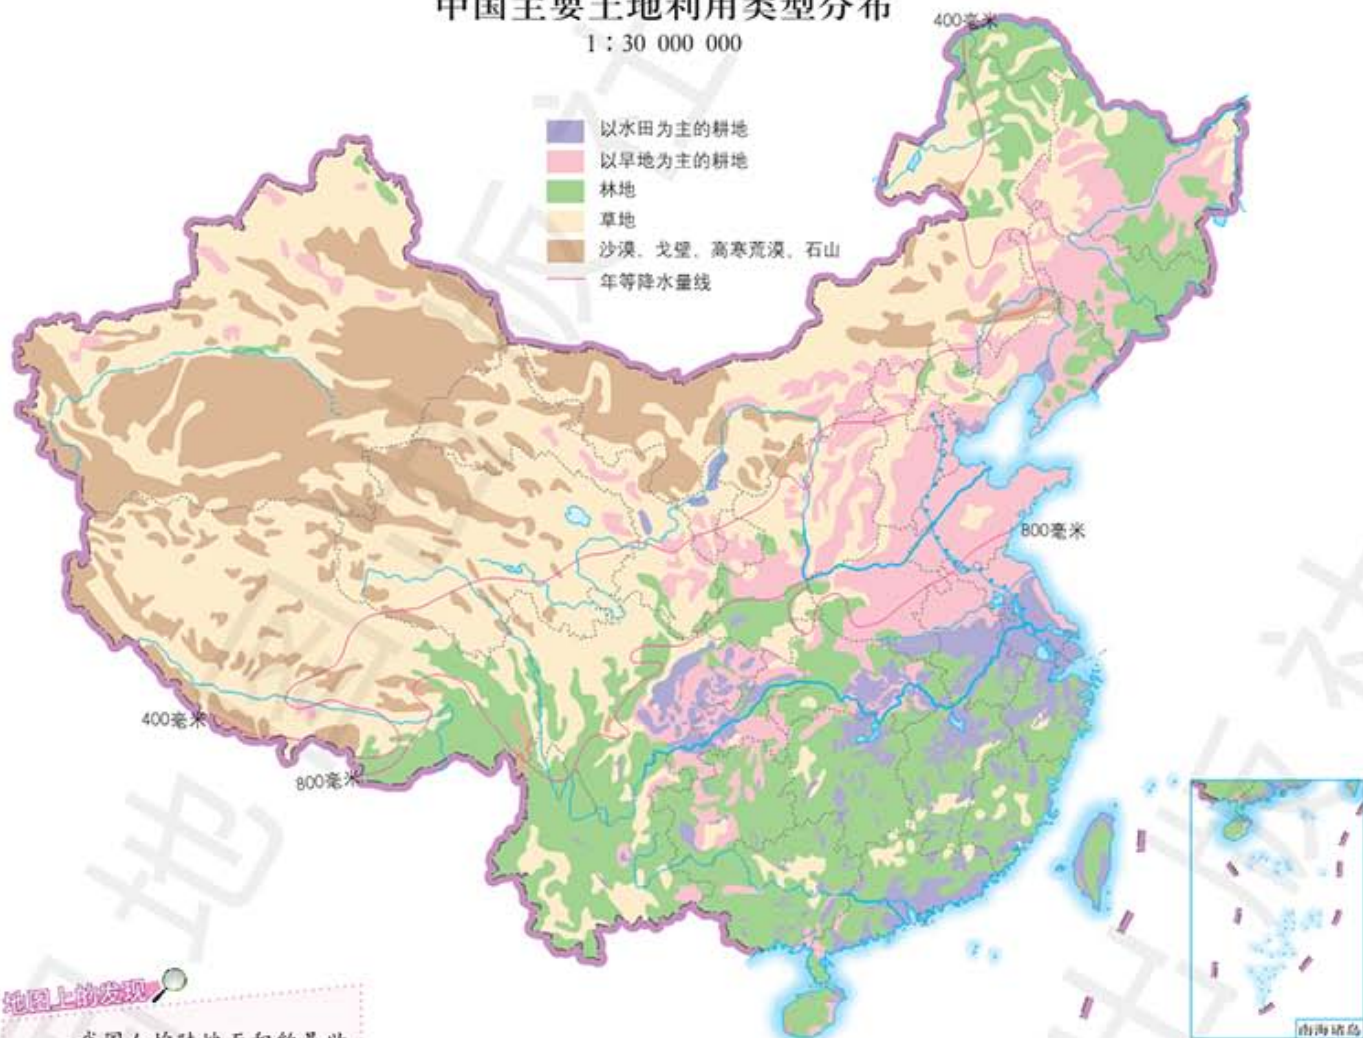 中国主要土地利用类型分布
1∶30 000 000
400毫米
以水田为主的耕地
以旱地为主的耕地
林地
草地
沙漠、戈壁、高寒荒漠、石山
年等降水量线
800毫米
400毫米
800毫米
地图上的发现
南海诸岛